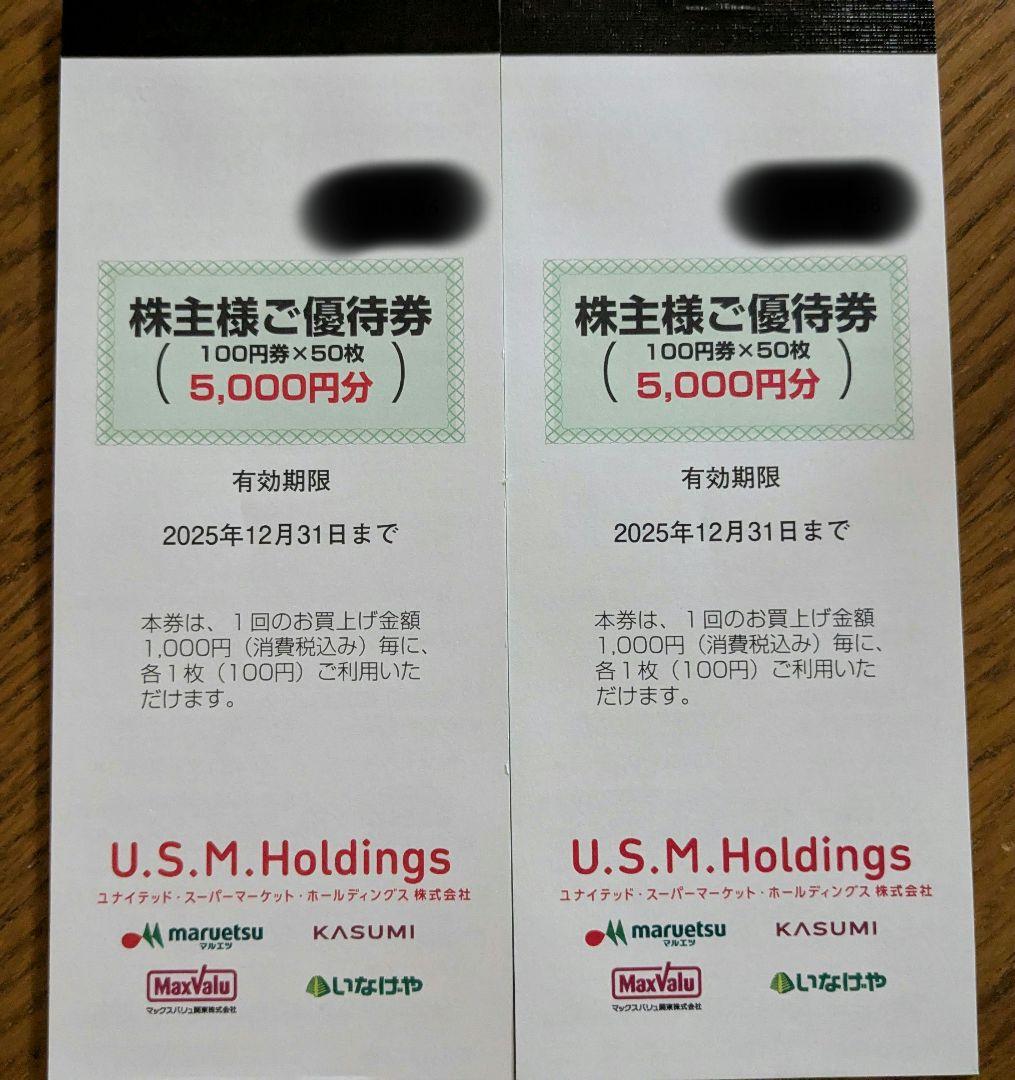 株主様ご優待券
(100円券×50枚
5,000円分)
有効期限
2025年12月31日まで
本券は、1回のお買上げ金額
1,000円(消費税込み)毎に、
各1枚(100円)ご利用いた
だけます。
U.S.M.Holdings
ユナイテッド・スーパーマーケット・ホールディングス 株式会社
maruetsu
マルエツ
KASUMI
MaxValu
マックスバリュ関東株式会社
いなげや
株主様ご優待券
(100円券×50枚
5,000円分)
有効期限
2025年12月31日まで
本券は、1回のお買上げ金額
1,000円(消費税込み)毎に、
各1枚(100円)ご利用いた
だけます。
U.S.M.Holdings
ユナイテッド・スーパーマーケット・ホールディングス 株式会社
maruetsu
マルエツ
KASUMI
MaxValu
マックスバリュ関東株式会社
いなげや